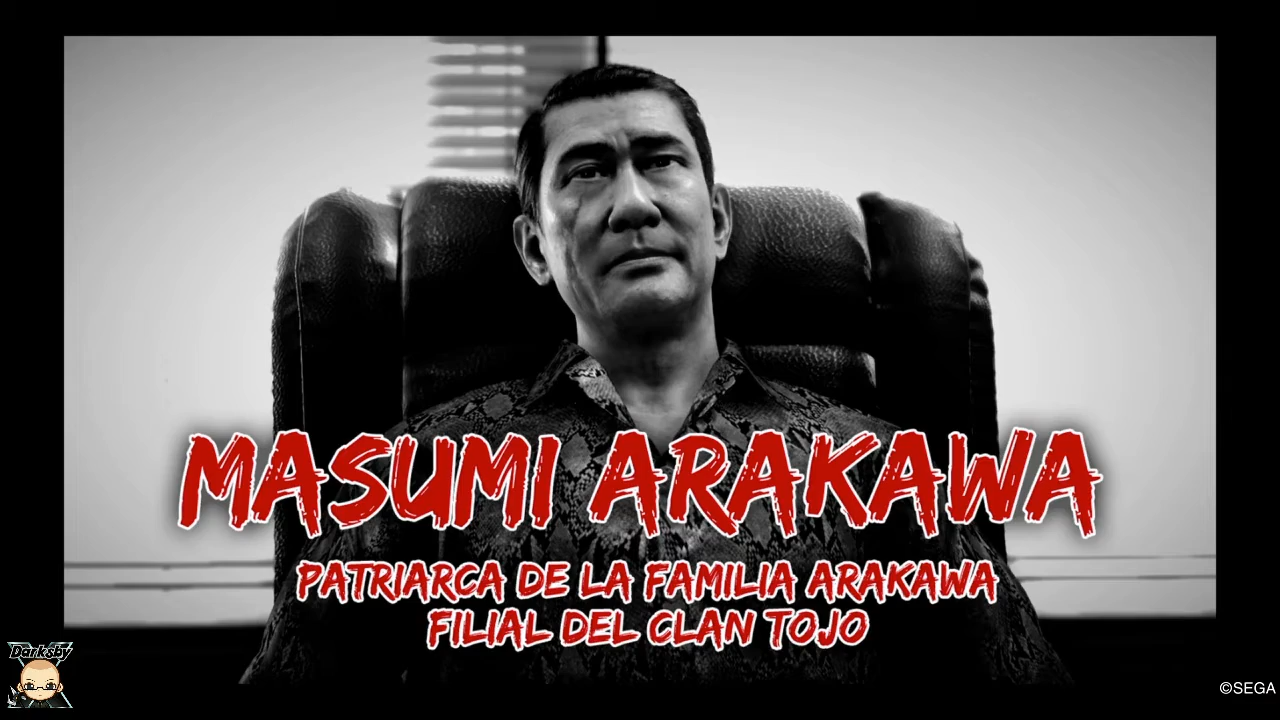 MASUMI ARAKAWA
PATRIARCA DE LA FAMILIA ARAKAWA
FILIAL DEL CLAN TOJO
Darksby
©SEGA